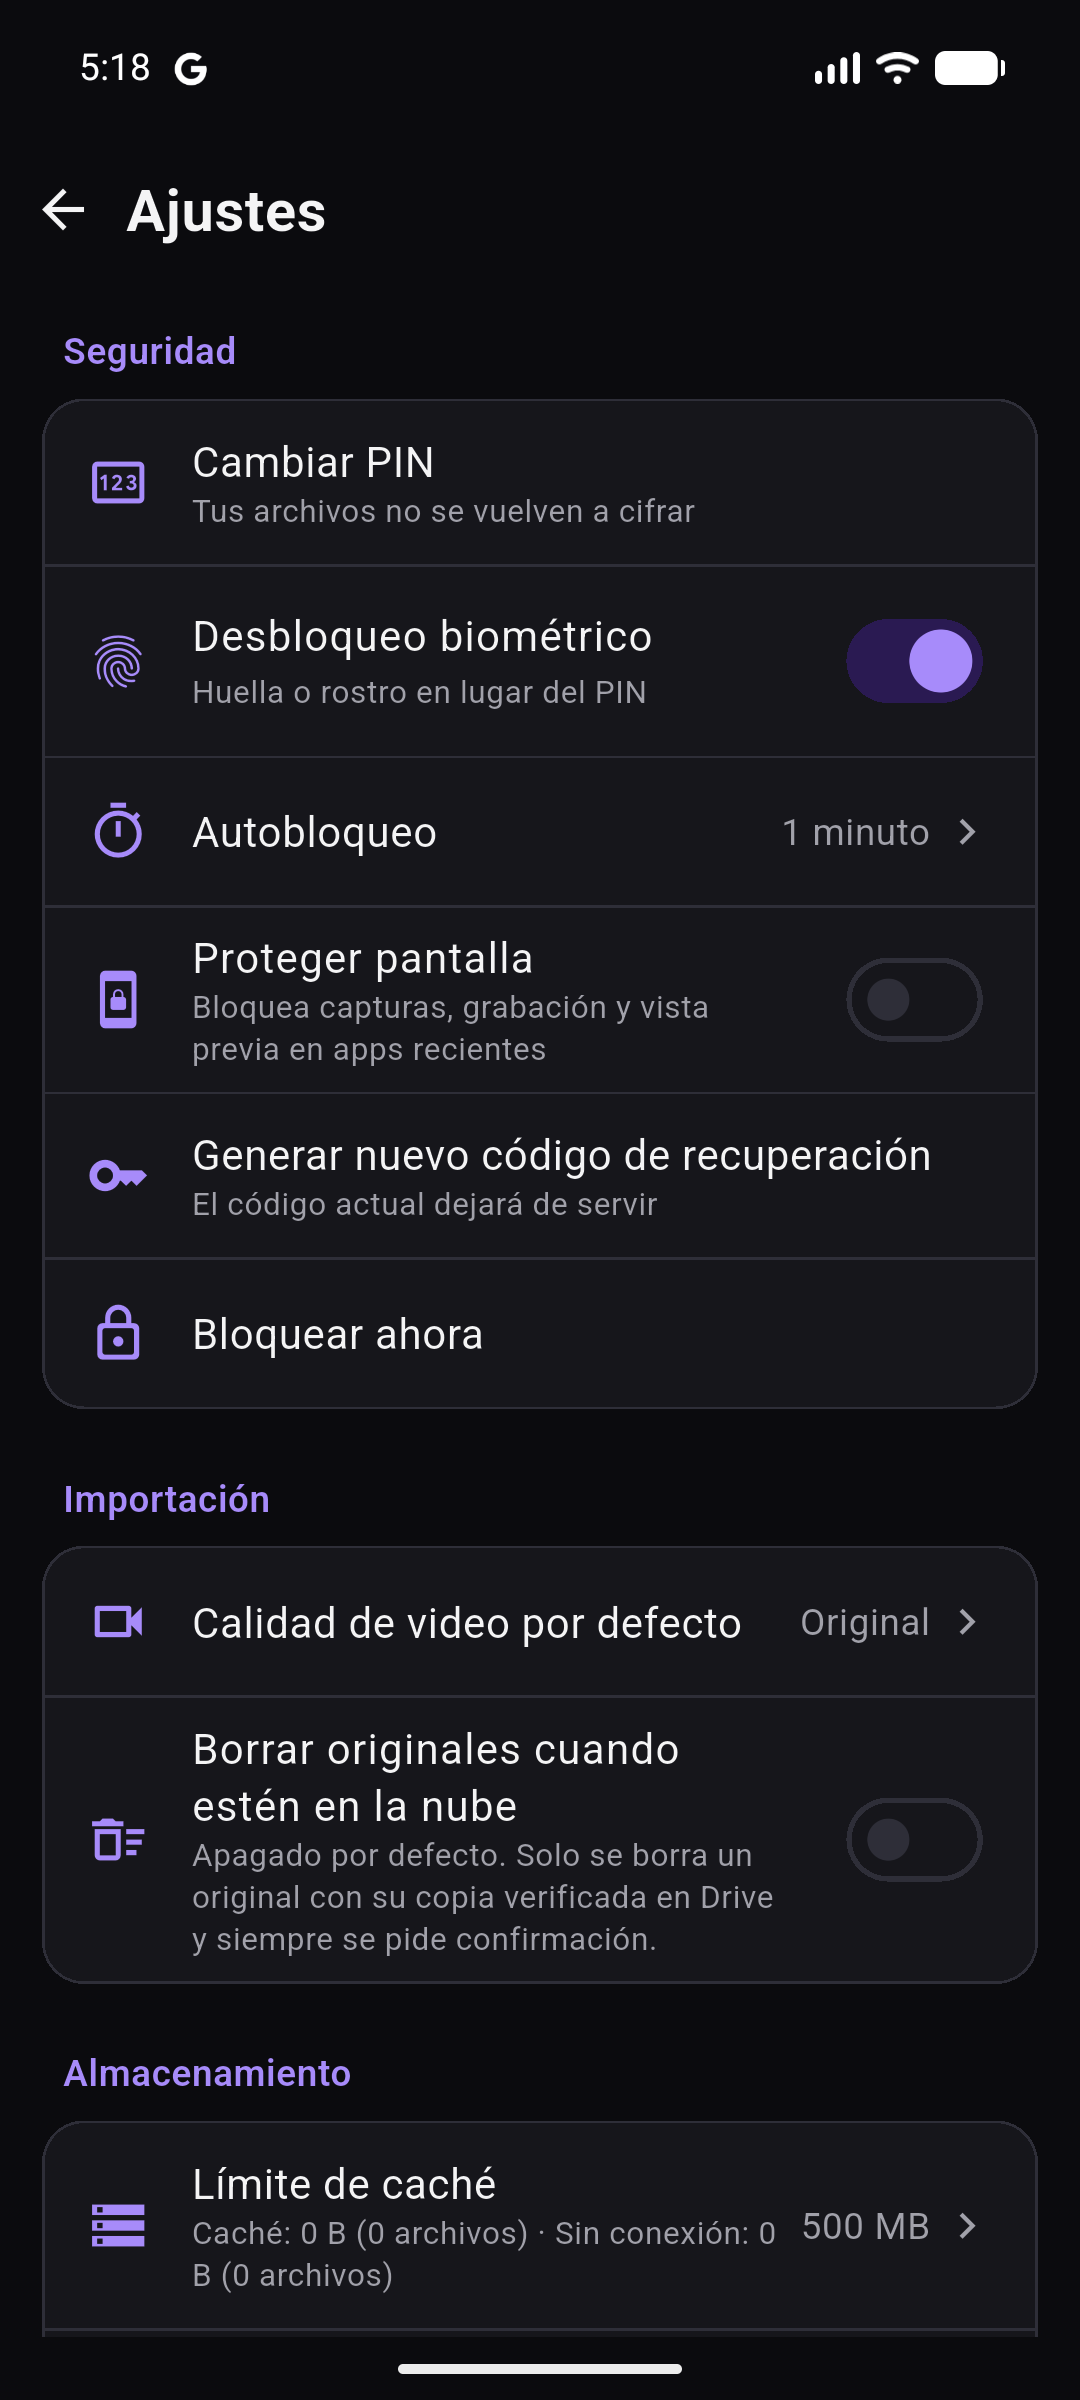 5:18
Ajustes
Seguridad
Cambiar PIN
Tus archivos no se vuelven a cifrar
Desbloqueo biométrico
Huella o rostro en lugar del PIN
Autobloqueo
1 minuto
Proteger pantalla
Bloquea capturas, grabación y vista
previa en apps recientes
Generar nuevo código de recuperación
El código actual dejará de servir
Bloquear ahora
Importación
Calidad de video por defecto
Original
Borrar originales cuando
estén en la nube
Apagado por defecto. Solo se borra un
original con su copia verificada en Drive
y siempre se pide confirmación.
Almacenamiento
Límite de caché
Caché: 0 B (0 archivos) · Sin conexión: 0
B (0 archivos)
500 MB